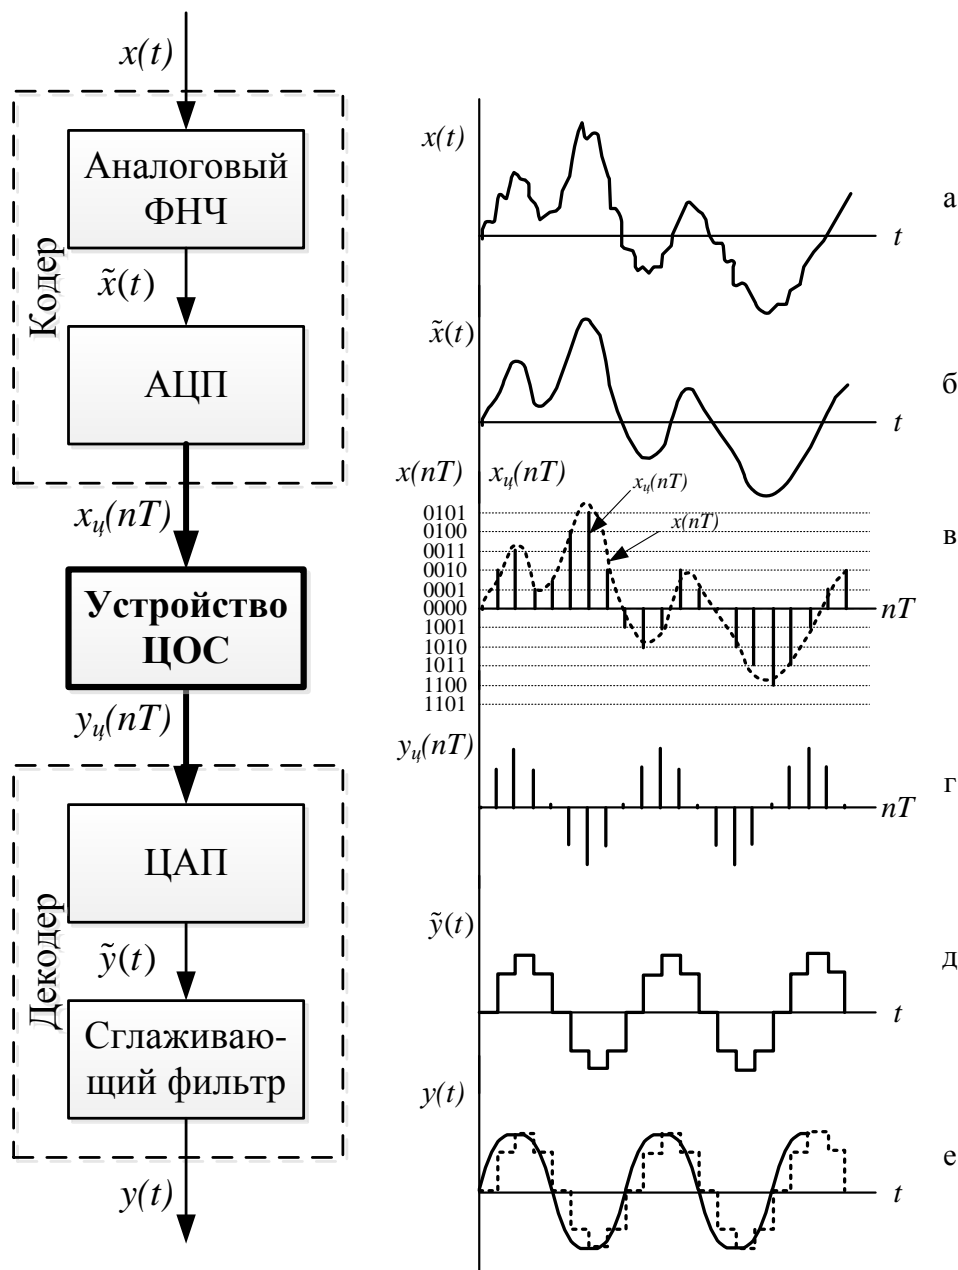 x(t)
Кодер
Аналоговый
ФНЧ
x̃(t)
АЦП
xц(nT)
Устройство
ЦОС
yц(nT)
Декодер
ЦАП
ỹ(t)
Сглаживаю-
щий фильтр
y(t)
x(t)
t
а
x̃(t)
t
б
x(nT)
xц(nT)
xц(nT)
x(nT)
0101
0100
0011
0010
0001
0000
1001
1010
1011
1100
1101
nT
в
yц(nT)
nT
г
ỹ(t)
t
д
y(t)
t
е